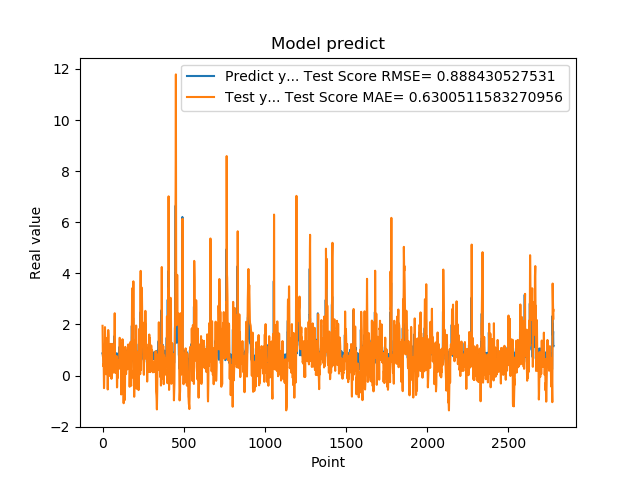 Model predict
Predict y... Test Score RMSE= 0.888430527531
Test y... Test Score MAE= 0.6300511583270956
12
10
8
6
4
2
0
−2
Real value
0 500 1000 1500 2000 2500
Point